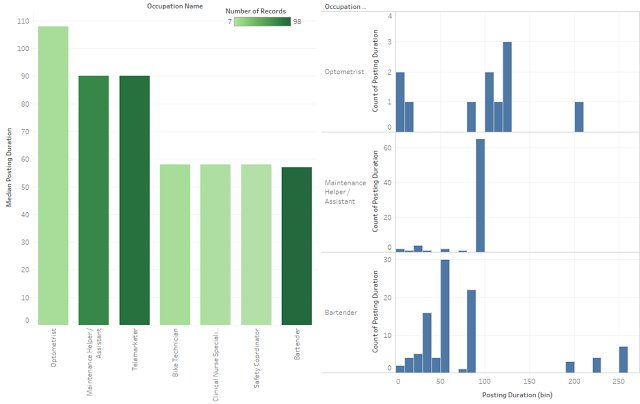 Occupation Name
Number of Records
7
98
Median Posting Duration
110
100
90
80
70
60
50
40
30
20
10
0
Optometrist
Maintenance Helper /
Assistant
Telemarketer
Bike Technician
Clinical Nurse Speciali..
Safety Coordinator
Bartender
Occupation ..
Optometrist
Count of Posting Duration
4
3
2
1
0
Maintenance
Helper /
Assistant
Count of Posting Duration
60
40
20
0
Bartender
Count of Posting Duration
30
20
10
0
0
50
100
150
200
250
Posting Duration (bin)